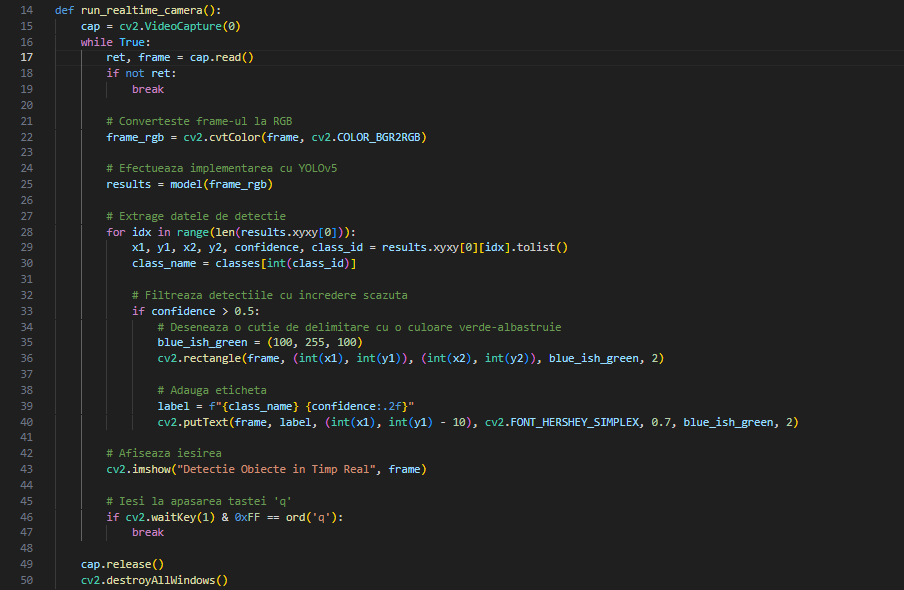 14 def run_realtime_camera():
15     cap = cv2.VideoCapture(0)
16     while True:
17         ret, frame = cap.read()
18         if not ret:
19             break
20
21         # Converteste frame-ul la RGB
22         frame_rgb = cv2.cvtColor(frame, cv2.COLOR_BGR2RGB)
23
24         # Efectueaza implementarea cu YOLOv5
25         results = model(frame_rgb)
26
27         # Extrage datele de detectie
28         for idx in range(len(results.xyxy[0])):
29             x1, y1, x2, y2, confidence, class_id = results.xyxy[0][idx].tolist()
30             class_name = classes[int(class_id)]
31
32             # Filtreaza detectiile cu incredere scazuta
33             if confidence > 0.5:
34                 # Deseneaza o cutie de delimitare cu o culoare verde-albastruie
35                 blue_ish_green = (100, 255, 100)
36                 cv2.rectangle(frame, (int(x1), int(y1)), (int(x2), int(y2)), blue_ish_green, 2)
37
38                 # Adauga eticheta
39                 label = f"{class_name} {confidence:.2f}"
40                 cv2.putText(frame, label, (int(x1), int(y1) - 10), cv2.FONT_HERSHEY_SIMPLEX, 0.7, blue_ish_green, 2)
41
42         # Afiseaza iesirea
43         cv2.imshow("Detectie Obiecte in Timp Real", frame)
44
45         # Iesi la apasarea tastei 'q'
46         if cv2.waitKey(1) & 0xFF == ord('q'):
47             break
48
49     cap.release()
50     cv2.destroyAllWindows()